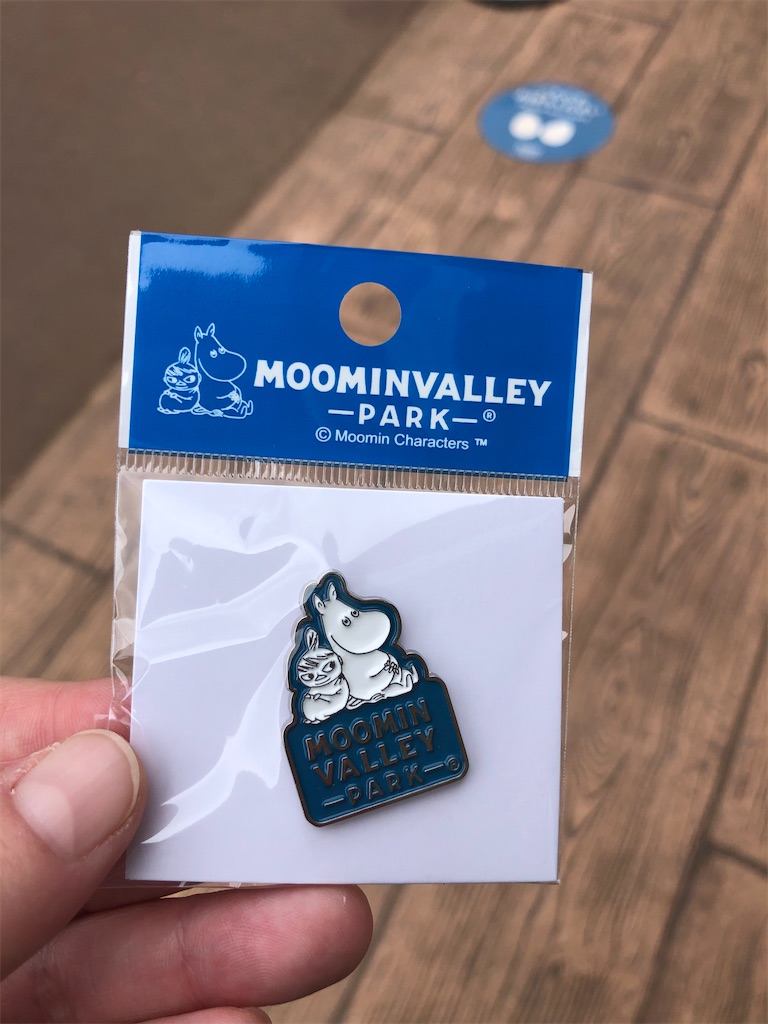 MOOMINVALLEY
—PARK—®
© Moomin Characters ™
MOOMIN
VALLEY
—PARK—©